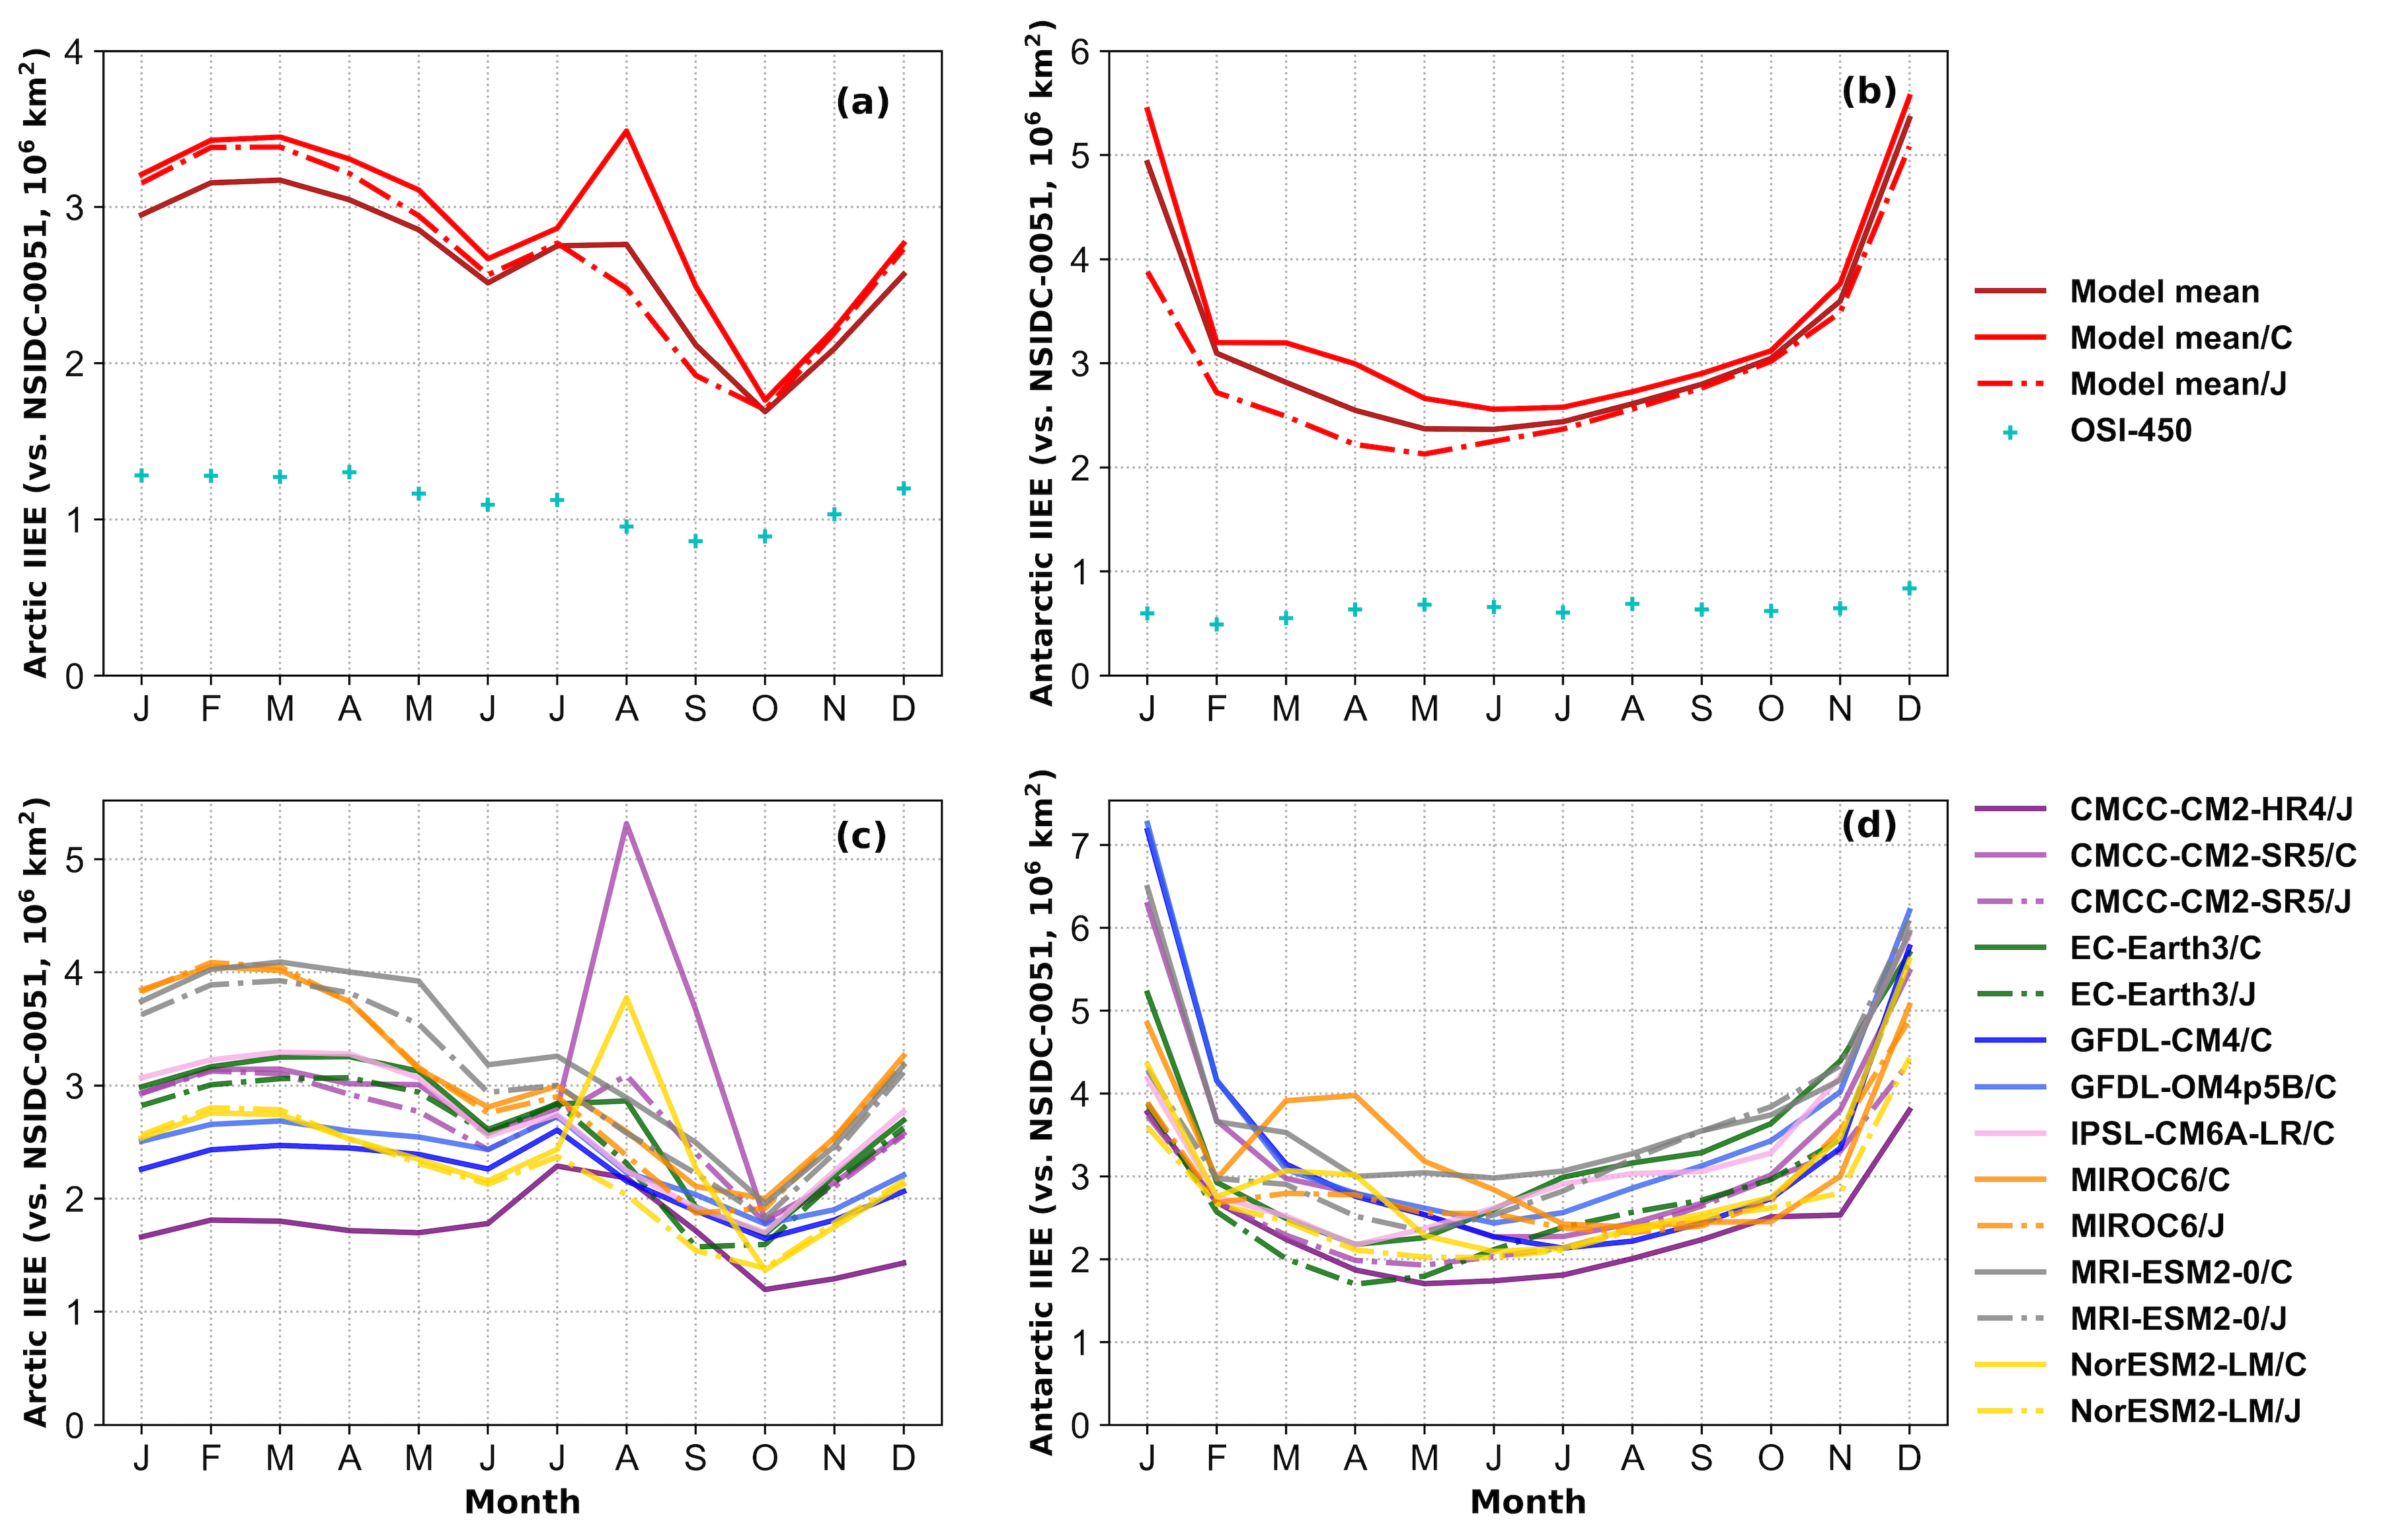 Arctic IIEE (vs. NSIDC-0051, 10⁶ km²)
4
3
2
1
0
(a)
J F M A M J J A S O N D
Antarctic IIEE (vs. NSIDC-0051, 10⁶ km²)
6
5
4
3
2
1
0
(b)
J F M A M J J A S O N D
Model mean
Model mean/C
Model mean/J
OSI-450
Arctic IIEE (vs. NSIDC-0051, 10⁶ km²)
5
4
3
2
1
0
(c)
J F M A M J J A S O N D
Month
Antarctic IIEE (vs. NSIDC-0051, 10⁶ km²)
7
6
5
4
3
2
1
0
(d)
J F M A M J J A S O N D
Month
CMCC-CM2-HR4/J
CMCC-CM2-SR5/C
CMCC-CM2-SR5/J
EC-Earth3/C
EC-Earth3/J
GFDL-CM4/C
GFDL-OM4p5B/C
IPSL-CM6A-LR/C
MIROC6/C
MIROC6/J
MRI-ESM2-0/C
MRI-ESM2-0/J
NorESM2-LM/C
NorESM2-LM/J